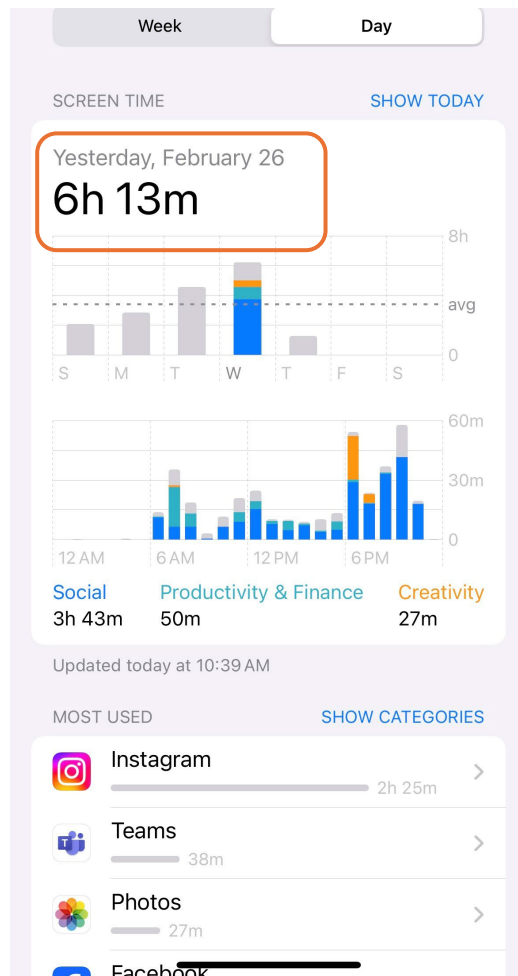 Week Day
SCREEN TIME SHOW TODAY
Yesterday, February 26
6h 13m
8h
avg
0
S M T W T F S
60m
30m
0
12 AM 6 AM 12 PM 6 PM
Social Productivity & Finance Creativity
3h 43m 50m 27m
Updated today at 10:39 AM
MOST USED SHOW CATEGORIES
Instagram
2h 25m
Teams
38m
Photos
27m
Facebook